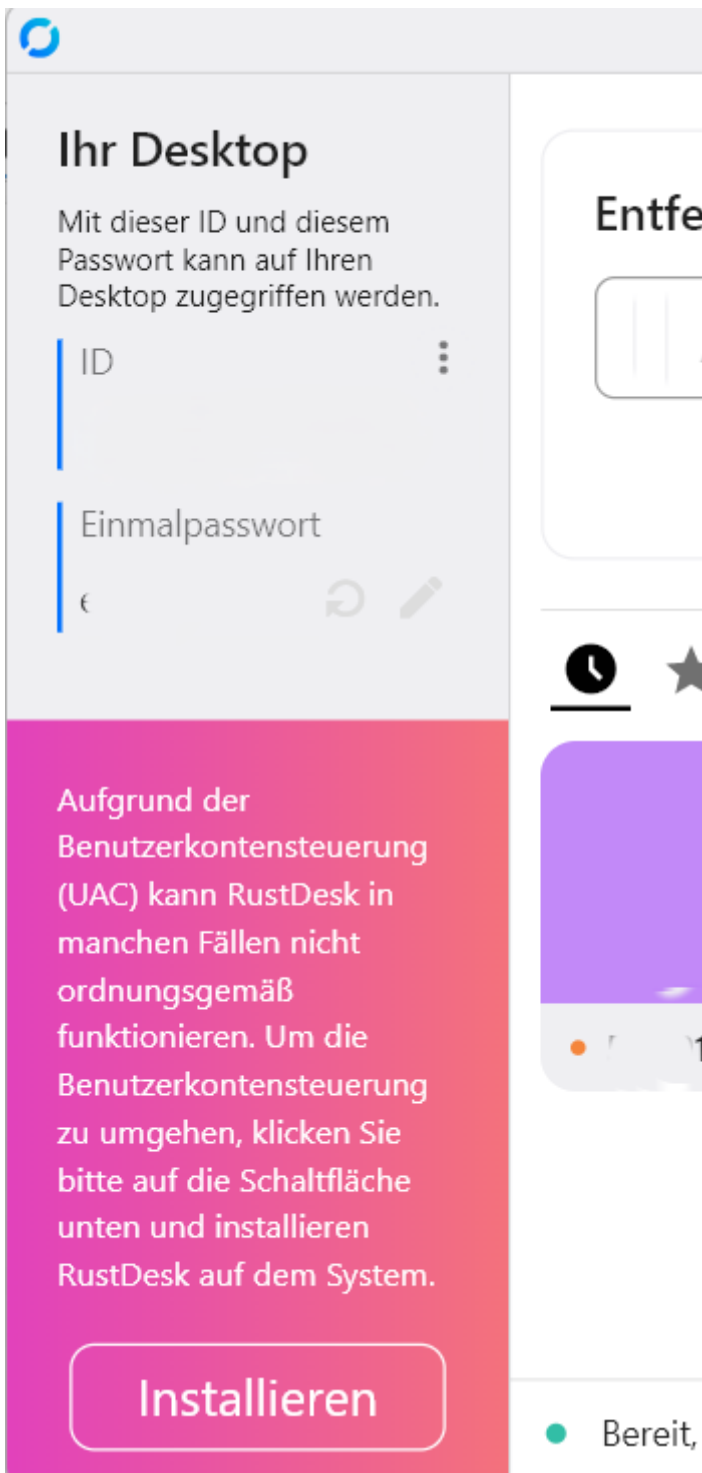 Ihr Desktop
Mit dieser ID und diesem
Passwort kann auf Ihren
Desktop zugegriffen werden.
ID
Einmalpasswort
Aufgrund der
Benutzerkontensteuerung
(UAC) kann RustDesk in
manchen Fällen nicht
ordnungsgemäß
funktionieren. Um die
Benutzerkontensteuerung
zu umgehen, klicken Sie
bitte auf die Schaltfläche
unten und installieren
RustDesk auf dem System.
Installieren
Entfe
Bereit,